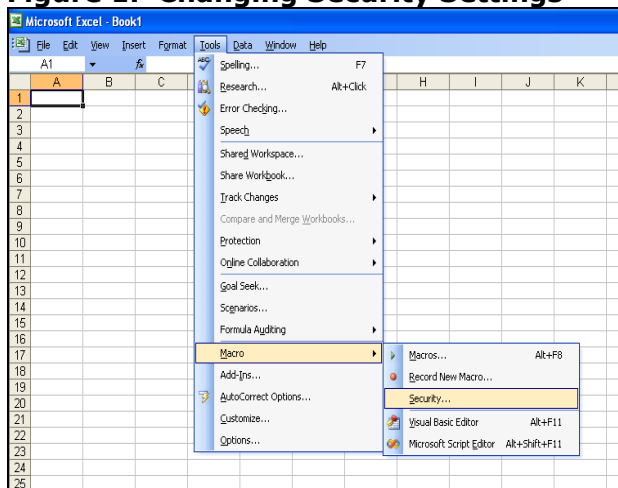 Figure 1. Changing Security Settings
Microsoft Excel - Book1
File Edit View Insert Format Tools Data Window Help
A1 fx
A B C H I J K
Spelling... F7
Research... Alt+Click
Error Checking...
Speech
Shared Workspace...
Share Workbook...
Track Changes
Compare and Merge Workbooks...
Protection
Online Collaboration
Goal Seek...
Scenarios...
Formula Auditing
Macro
Add-Ins...
AutoCorrect Options...
Customize...
Options...
Macros... Alt+F8
Record New Macro...
Security...
Visual Basic Editor Alt+F11
Microsoft Script Editor Alt+Shift+F11
1
2
3
4
5
6
7
8
9
10
11
12
13
14
15
16
17
18
19
20
21
22
23
24
25